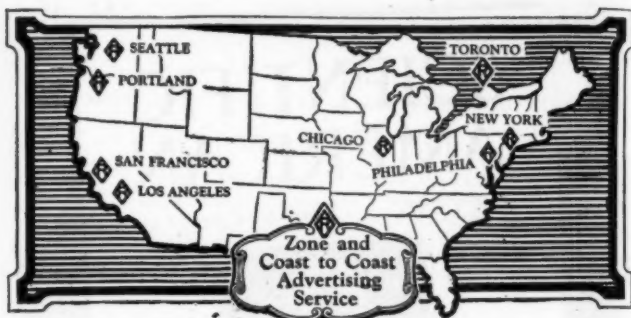 SEATTLE
PORTLAND
SAN FRANCISCO
LOS ANGELES
CHICAGO
TORONTO
NEW YORK
PHILADELPHIA
Zone and
Coast to Coast
Advertising
Service